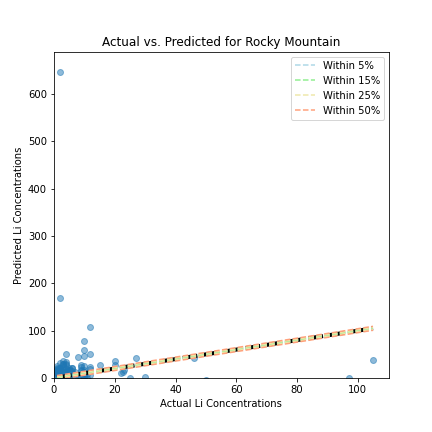 Actual vs. Predicted for Rocky Mountain
Within 5%
Within 15%
Within 25%
Within 50%
Predicted Li Concentrations
600
500
400
300
200
100
0
0 20 40 60 80 100
Actual Li Concentrations